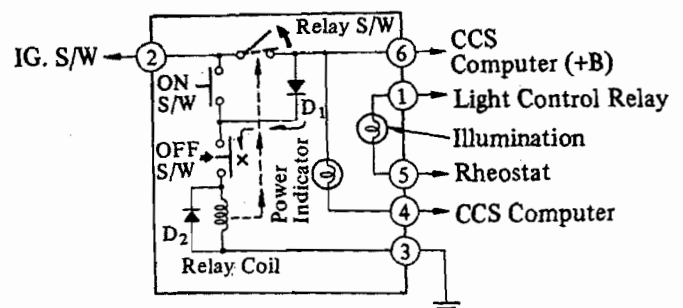 Relay S/W
IG. S/W
2
6
CCS
Computer (+B)
ON
S/W
D1
1
Light Control Relay
Illumination
OFF
S/W
x
Power
Indicator
5
Rheostat
4
CCS Computer
D2
3
Relay Coil